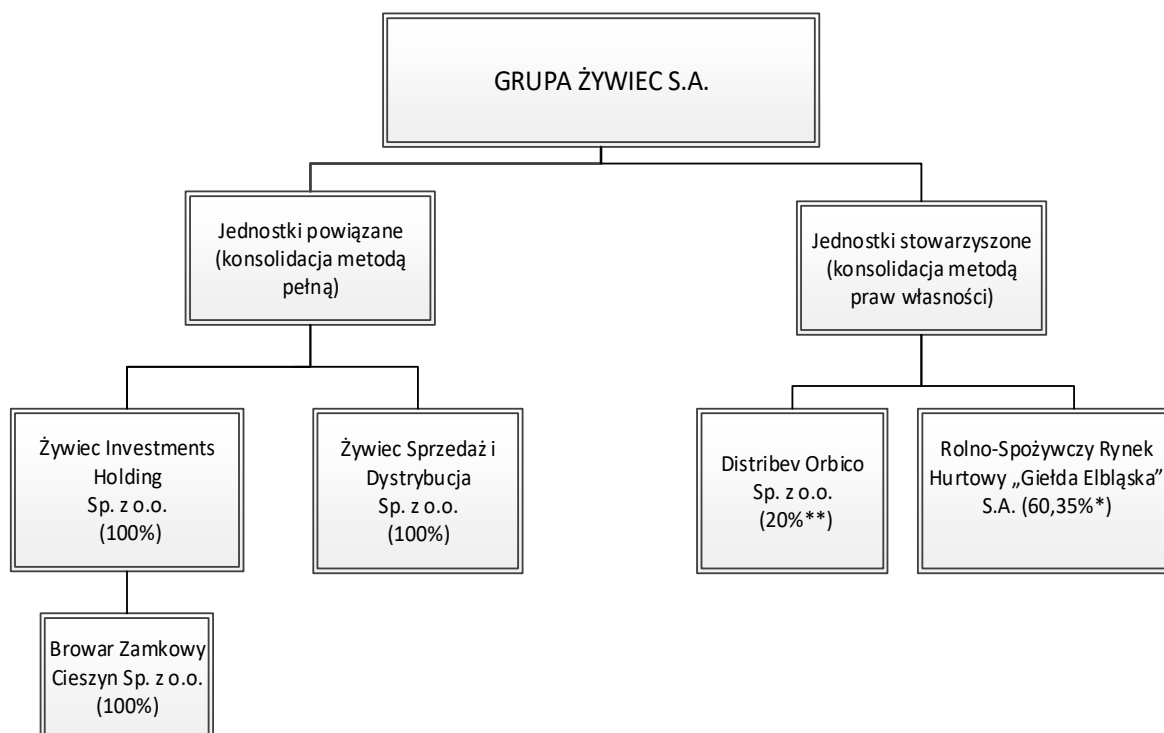 GRUPA ŻYWIEC S.A.
Jednostki powiązane
(konsolidacja metodą
pełną)
Jednostki stowarzyszone
(konsolidacja metodą
praw własności)
Żywiec Investments
Holding
Sp. z o.o.
(100%)
Żywiec Sprzedaż i
Dystrybucja
Sp. z o.o.
(100%)
Distribev Orbico
Sp. z o.o.
(20%**)
Rolno-Spożywczy Rynek
Hurtowy „Giełda Elbląska”
S.A. (60,35%*)
Browar Zamkowy
Cieszyn Sp. z o.o.
(100%)